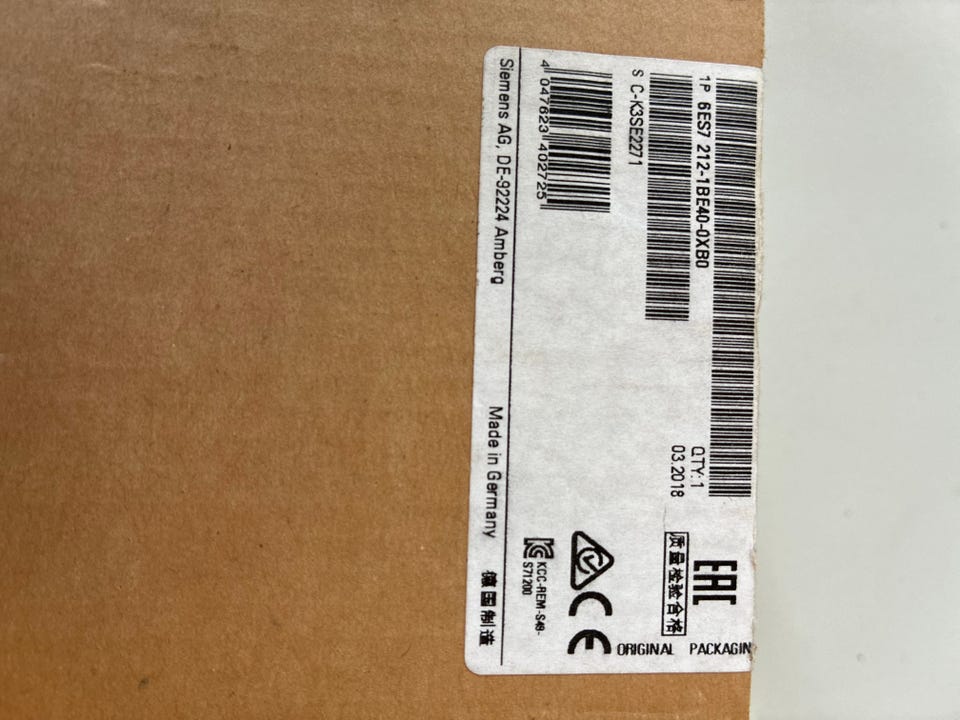 1P 6ES7 212-1BE40-0XB0
QTY:1
S C-K3SE2271
03.2018
EAC
质量检验合格
4 047623 402725
CE
ORIGINAL PACKAGIN
KCC-REM-S49-
S71200
Siemens AG, DE-92224 Amberg
Made in Germany
德国制造